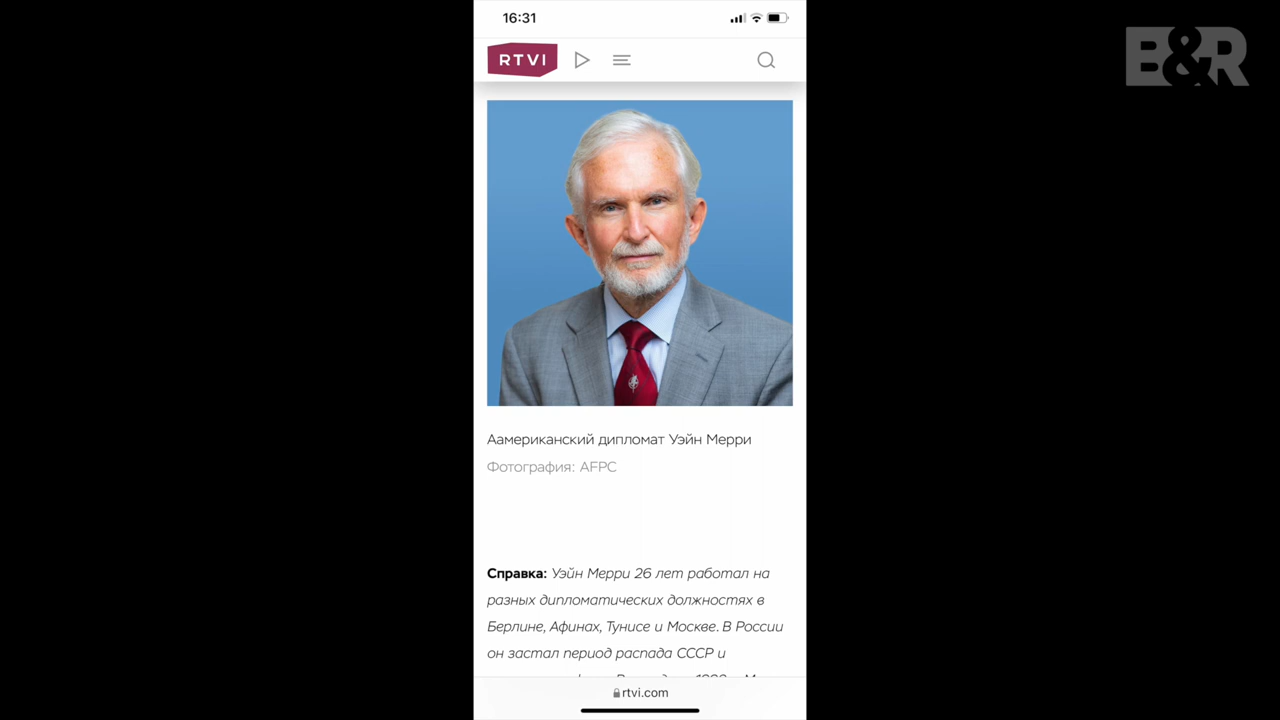 16:31
RTVI
B&R
Аамериканский дипломат Уэйн Мерри
Фотография: AFPC
Справка: Уэйн Мерри 26 лет работал на
разных дипломатических должностях в
Берлине, Афинах, Тунисе и Москве. В России
он застал период распада СССР и
rtvi.com